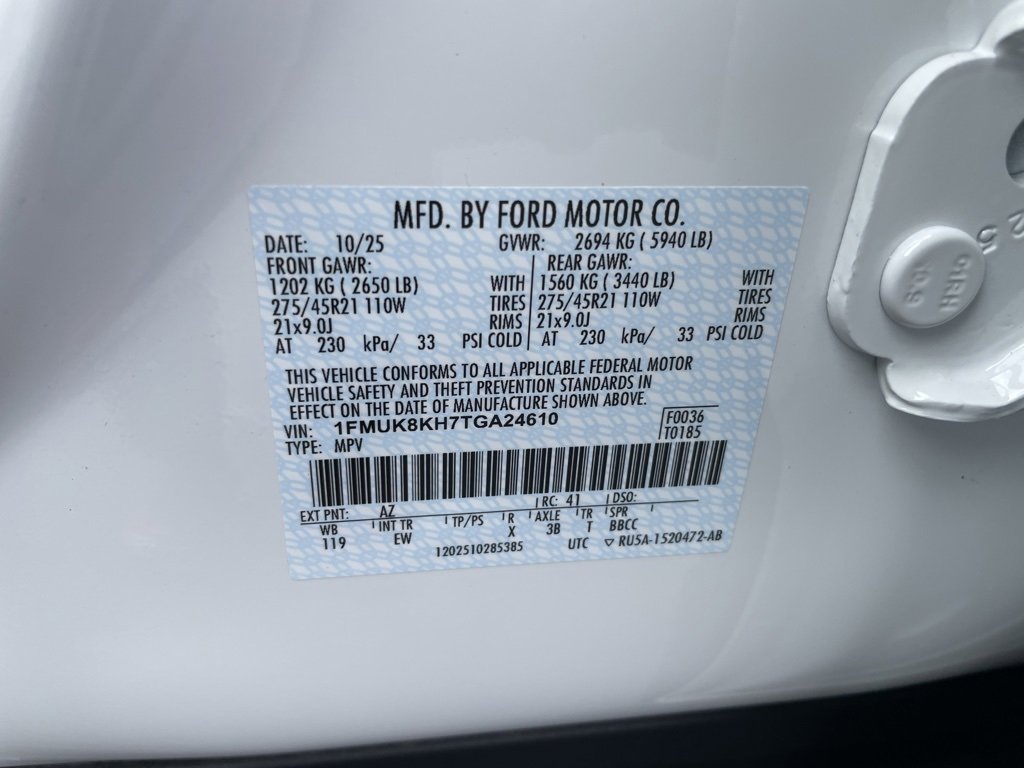 MFD. BY FORD MOTOR CO.
DATE: 10/25 GVWR: 2694 KG ( 5940 LB)
FRONT GAWR: REAR GAWR:
1202 KG ( 2650 LB) WITH 1560 KG ( 3440 LB) WITH
275/45R21 110W TIRES 275/45R21 110W TIRES
21x9.0J RIMS 21x9.0J RIMS
AT 230 kPa/ 33 PSI COLD AT 230 kPa/ 33 PSI COLD
THIS VEHICLE CONFORMS TO ALL APPLICABLE FEDERAL MOTOR
VEHICLE SAFETY AND THEFT PREVENTION STANDARDS IN
EFFECT ON THE DATE OF MANUFACTURE SHOWN ABOVE.
VIN: 1FMUK8KH7TGA24610 F0036
TYPE: MPV T0185
EXT PNT: AZ RC: 41 DSO:
WB INT TR TP/PS R AXLE TR SPR
119 EW X 3B T BBCC
1202510285385 UTC ▽ RU5A-1520472-AB
G1RH
10.9